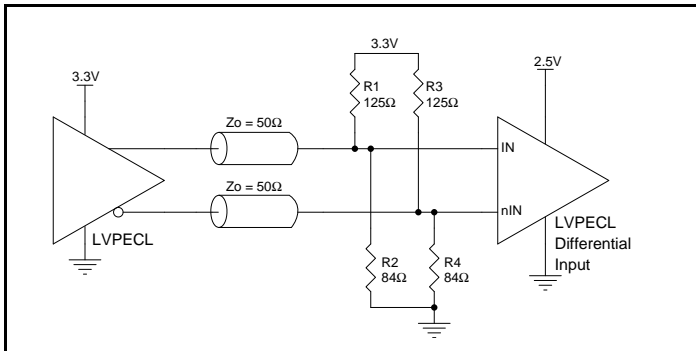 3.3V
3.3V
2.5V
R1
125Ω
R3
125Ω
Zo = 50Ω
IN
Zo = 50Ω
nIN
LVPECL
LVPECL
Differential
Input
R2
84Ω
R4
84Ω